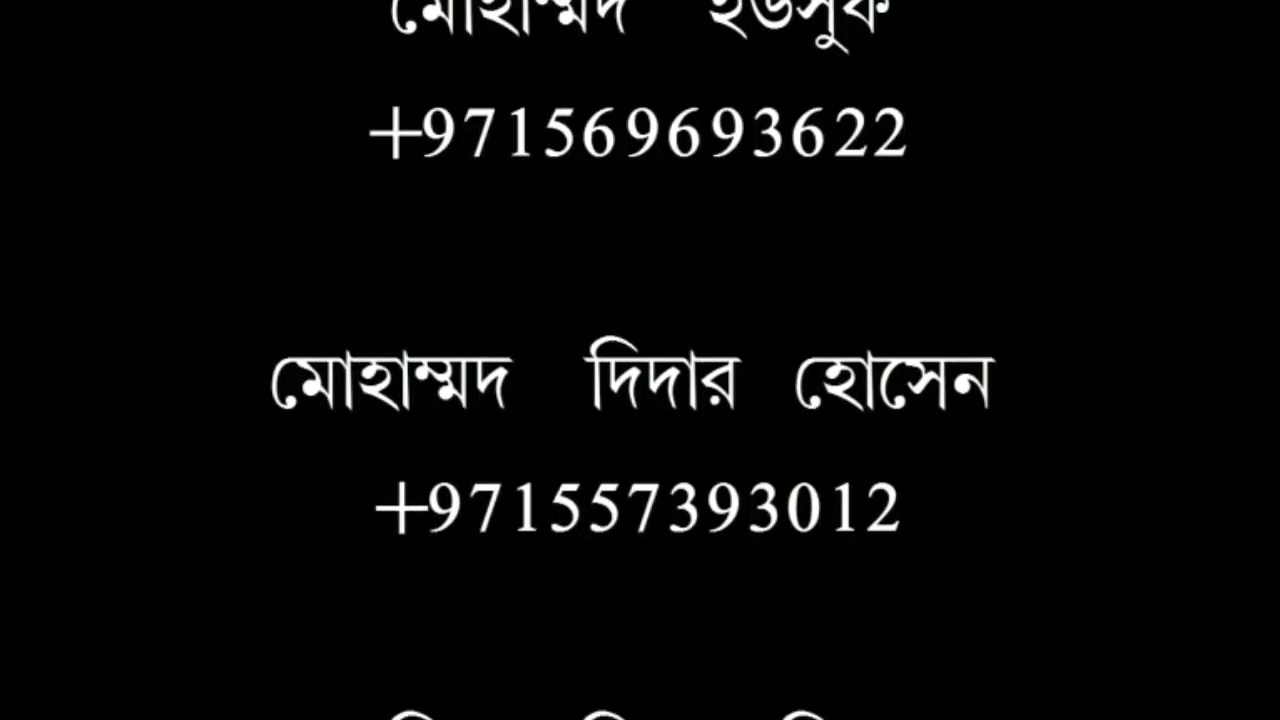 মোহাম্মদ ইউসুফ
+971569693622
মোহাম্মদ দিদার হোসেন
+971557393012